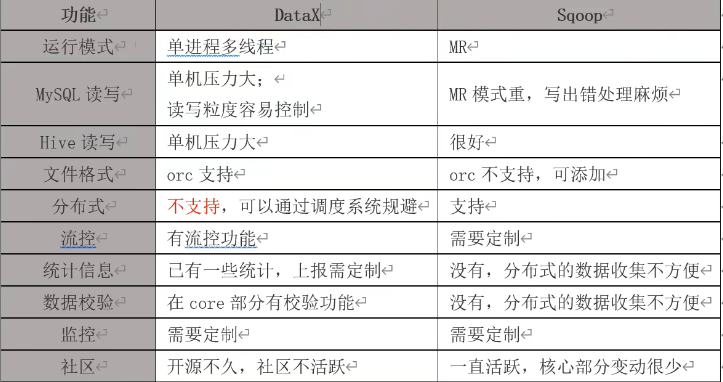 功能 DataX Sqoop
运行模式 单进程多线程 MR
MySQL 读写 单机压力大； MR 模式重，写出错处理麻烦
读写粒度容易控制
Hive 读写 单机压力大 很好
文件格式 orc 支持 orc 不支持，可添加
分布式 不支持，可以通过调度系统规避 支持
流控 有流控功能 需要定制
统计信息 已有一些统计，上报需定制 没有，分布式的数据收集不方便
数据校验 在 core 部分有校验功能 没有，分布式的数据收集不方便
监控 需要定制 需要定制
社区 开源不久，社区不活跃 一直活跃，核心部分变动很少